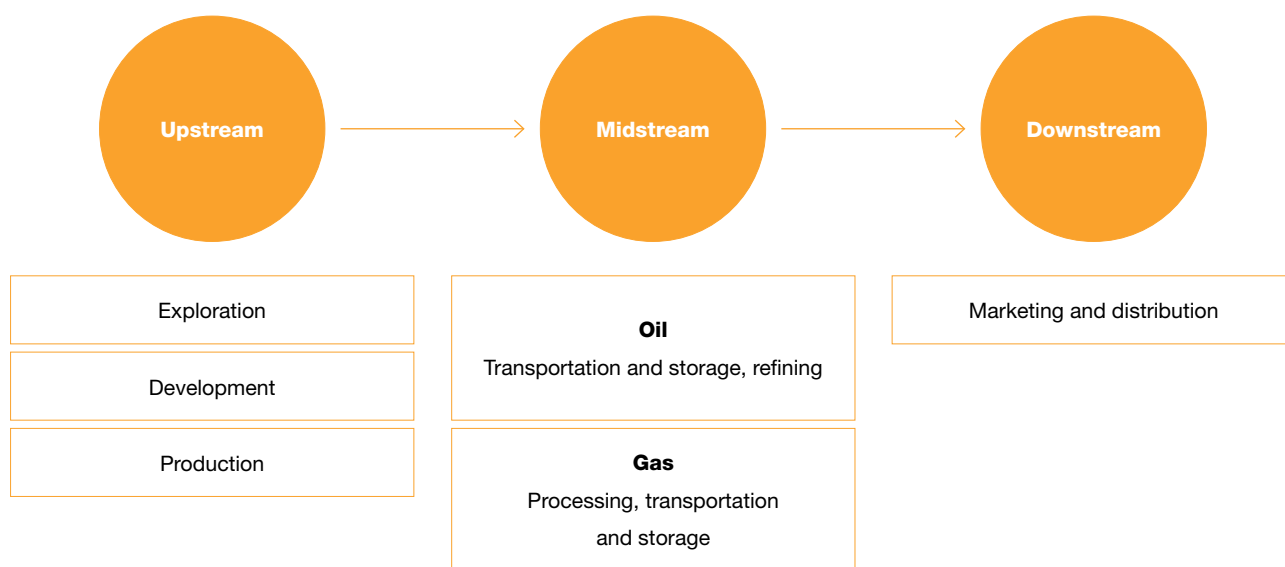 Upstream
Midstream
Downstream
Exploration
Development
Production
Oil
Transportation and storage, refining
Gas
Processing, transportation
and storage
Marketing and distribution